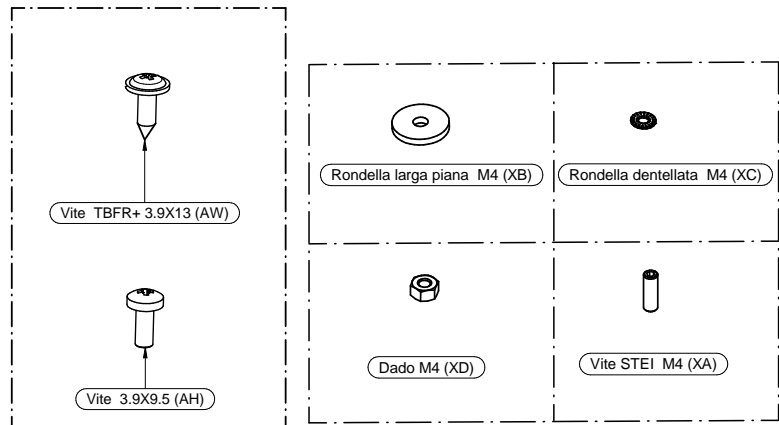 Vite TBFR+ 3.9X13 (AW)
Vite 3.9X9.5 (AH)
Rondella larga piana M4 (XB)
Rondella dentellata M4 (XC)
Dado M4 (XD)
Vite STEI M4 (XA)